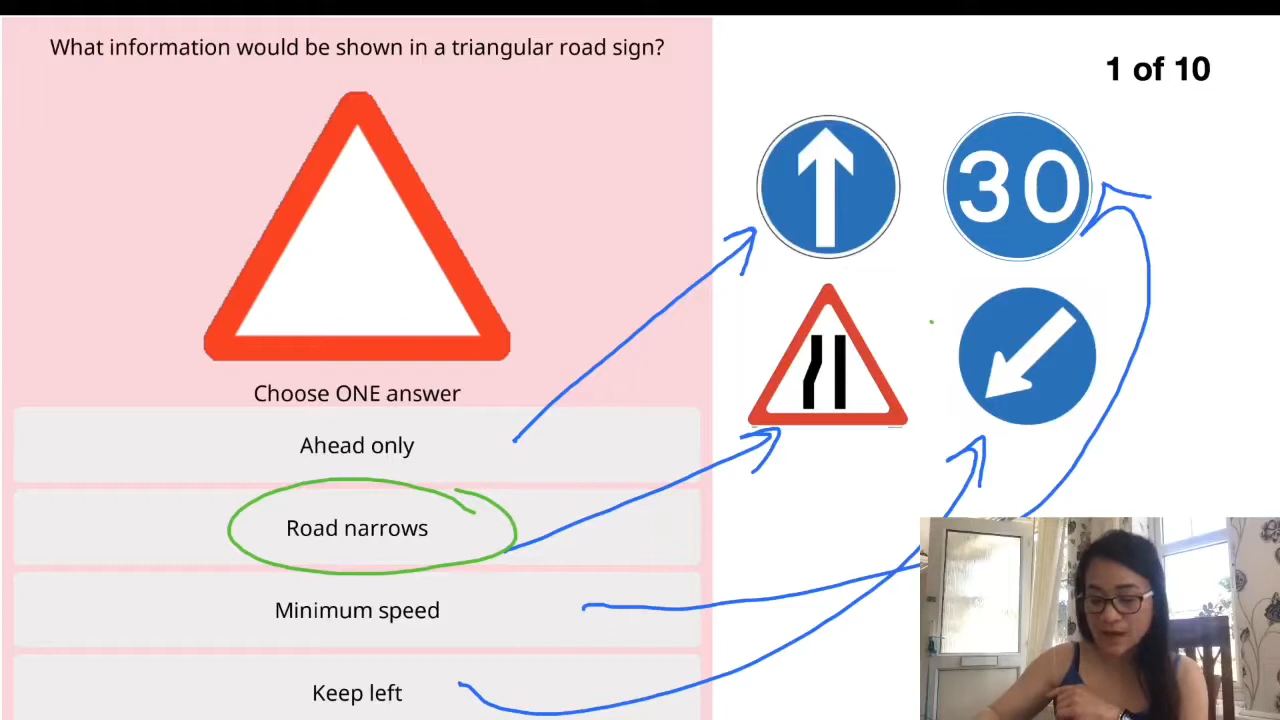 What information would be shown in a triangular road sign?
1 of 10
30
Choose ONE answer
Ahead only
Road narrows
Minimum speed
Keep left